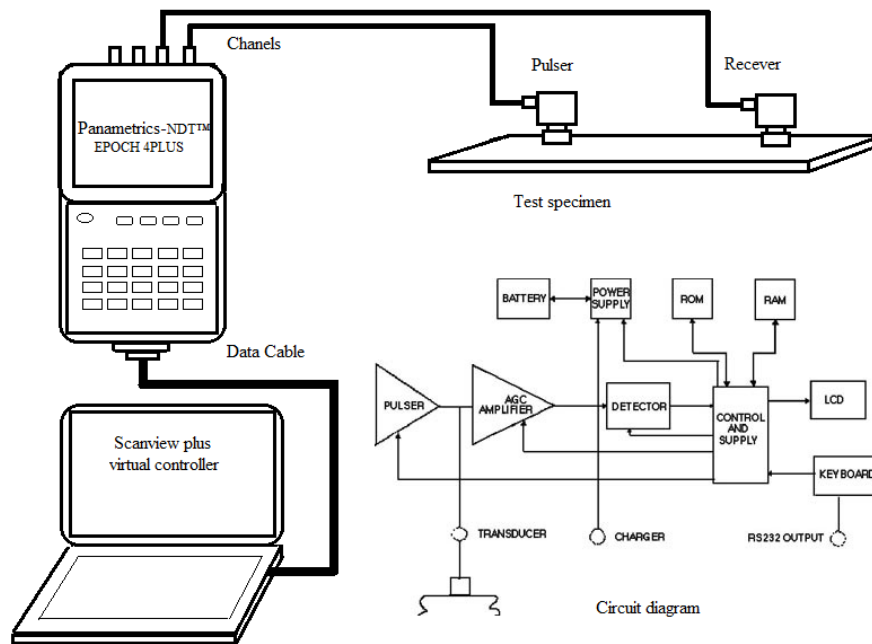 Chanels
Pulser
Recever
Panametrics-NDT™
EPOCH 4PLUS
Test specimen
Data Cable
Scanview plus
virtual controller
BATTERY
POWER
SUPPLY
ROM
RAM
PULSER
AGC
AMPLIFIER
DETECTOR
CONTROL
AND
SUPPLY
LCD
KEYBOARD
TRANSDUCER
CHARGER
RS232 OUTPUT
Circuit diagram